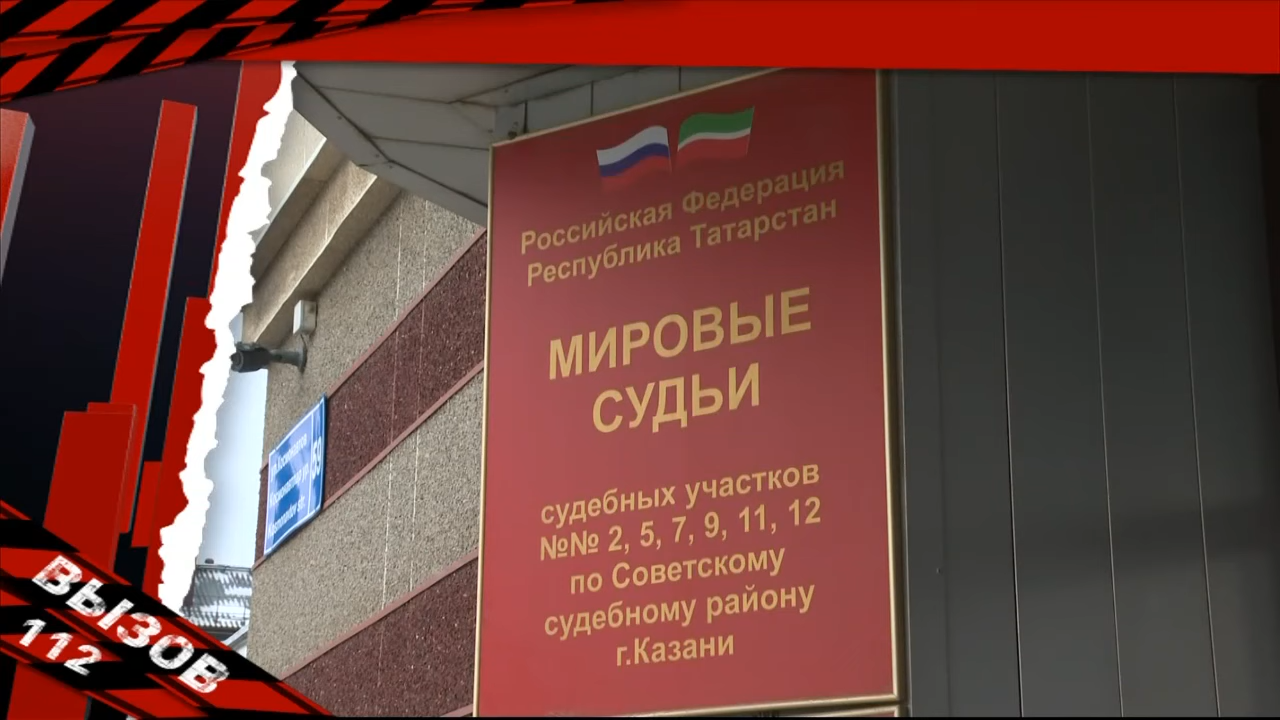 Российская Федерация
Республика Татарстан
МИРОВЫЕ
СУДЬИ
судебных участков
№№ 2, 5, 7, 9, 11, 12
по Советскому
судебному району
г.Казани
59
ВЫЗОВ
112